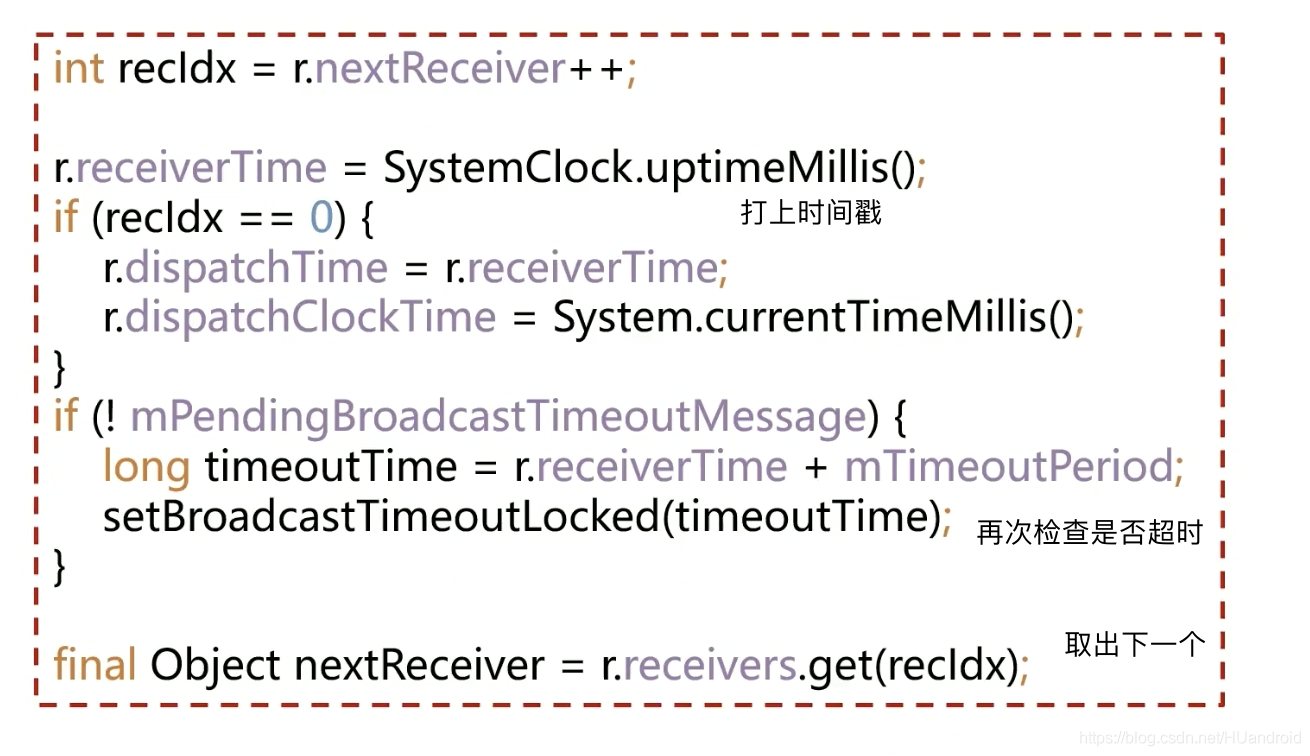 int recIdx = r.nextReceiver++;
r.receiverTime = SystemClock.uptimeMillis();
if (recIdx == 0) {
打上时间戳
r.dispatchTime = r.receiverTime;
r.dispatchClockTime = System.currentTimeMillis();
}
if (! mPendingBroadcastTimeoutMessage) {
long timeoutTime = r.receiverTime + mTimeoutPeriod;
setBroadcastTimeoutLocked(timeoutTime);
再次检查是否超时
}
取出下一个
final Object nextReceiver = r.receivers.get(recIdx);
https://blog.csdn.net/HUandroid